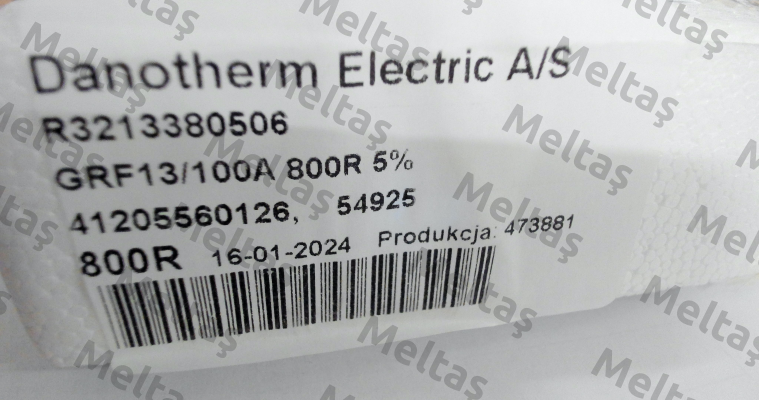 Danotherm Electric A/S
R3213380506
GRF13/100A 800R 5%
41205560126, 54925
800R 16-01-2024 Produkcja: 473881
Meltaş